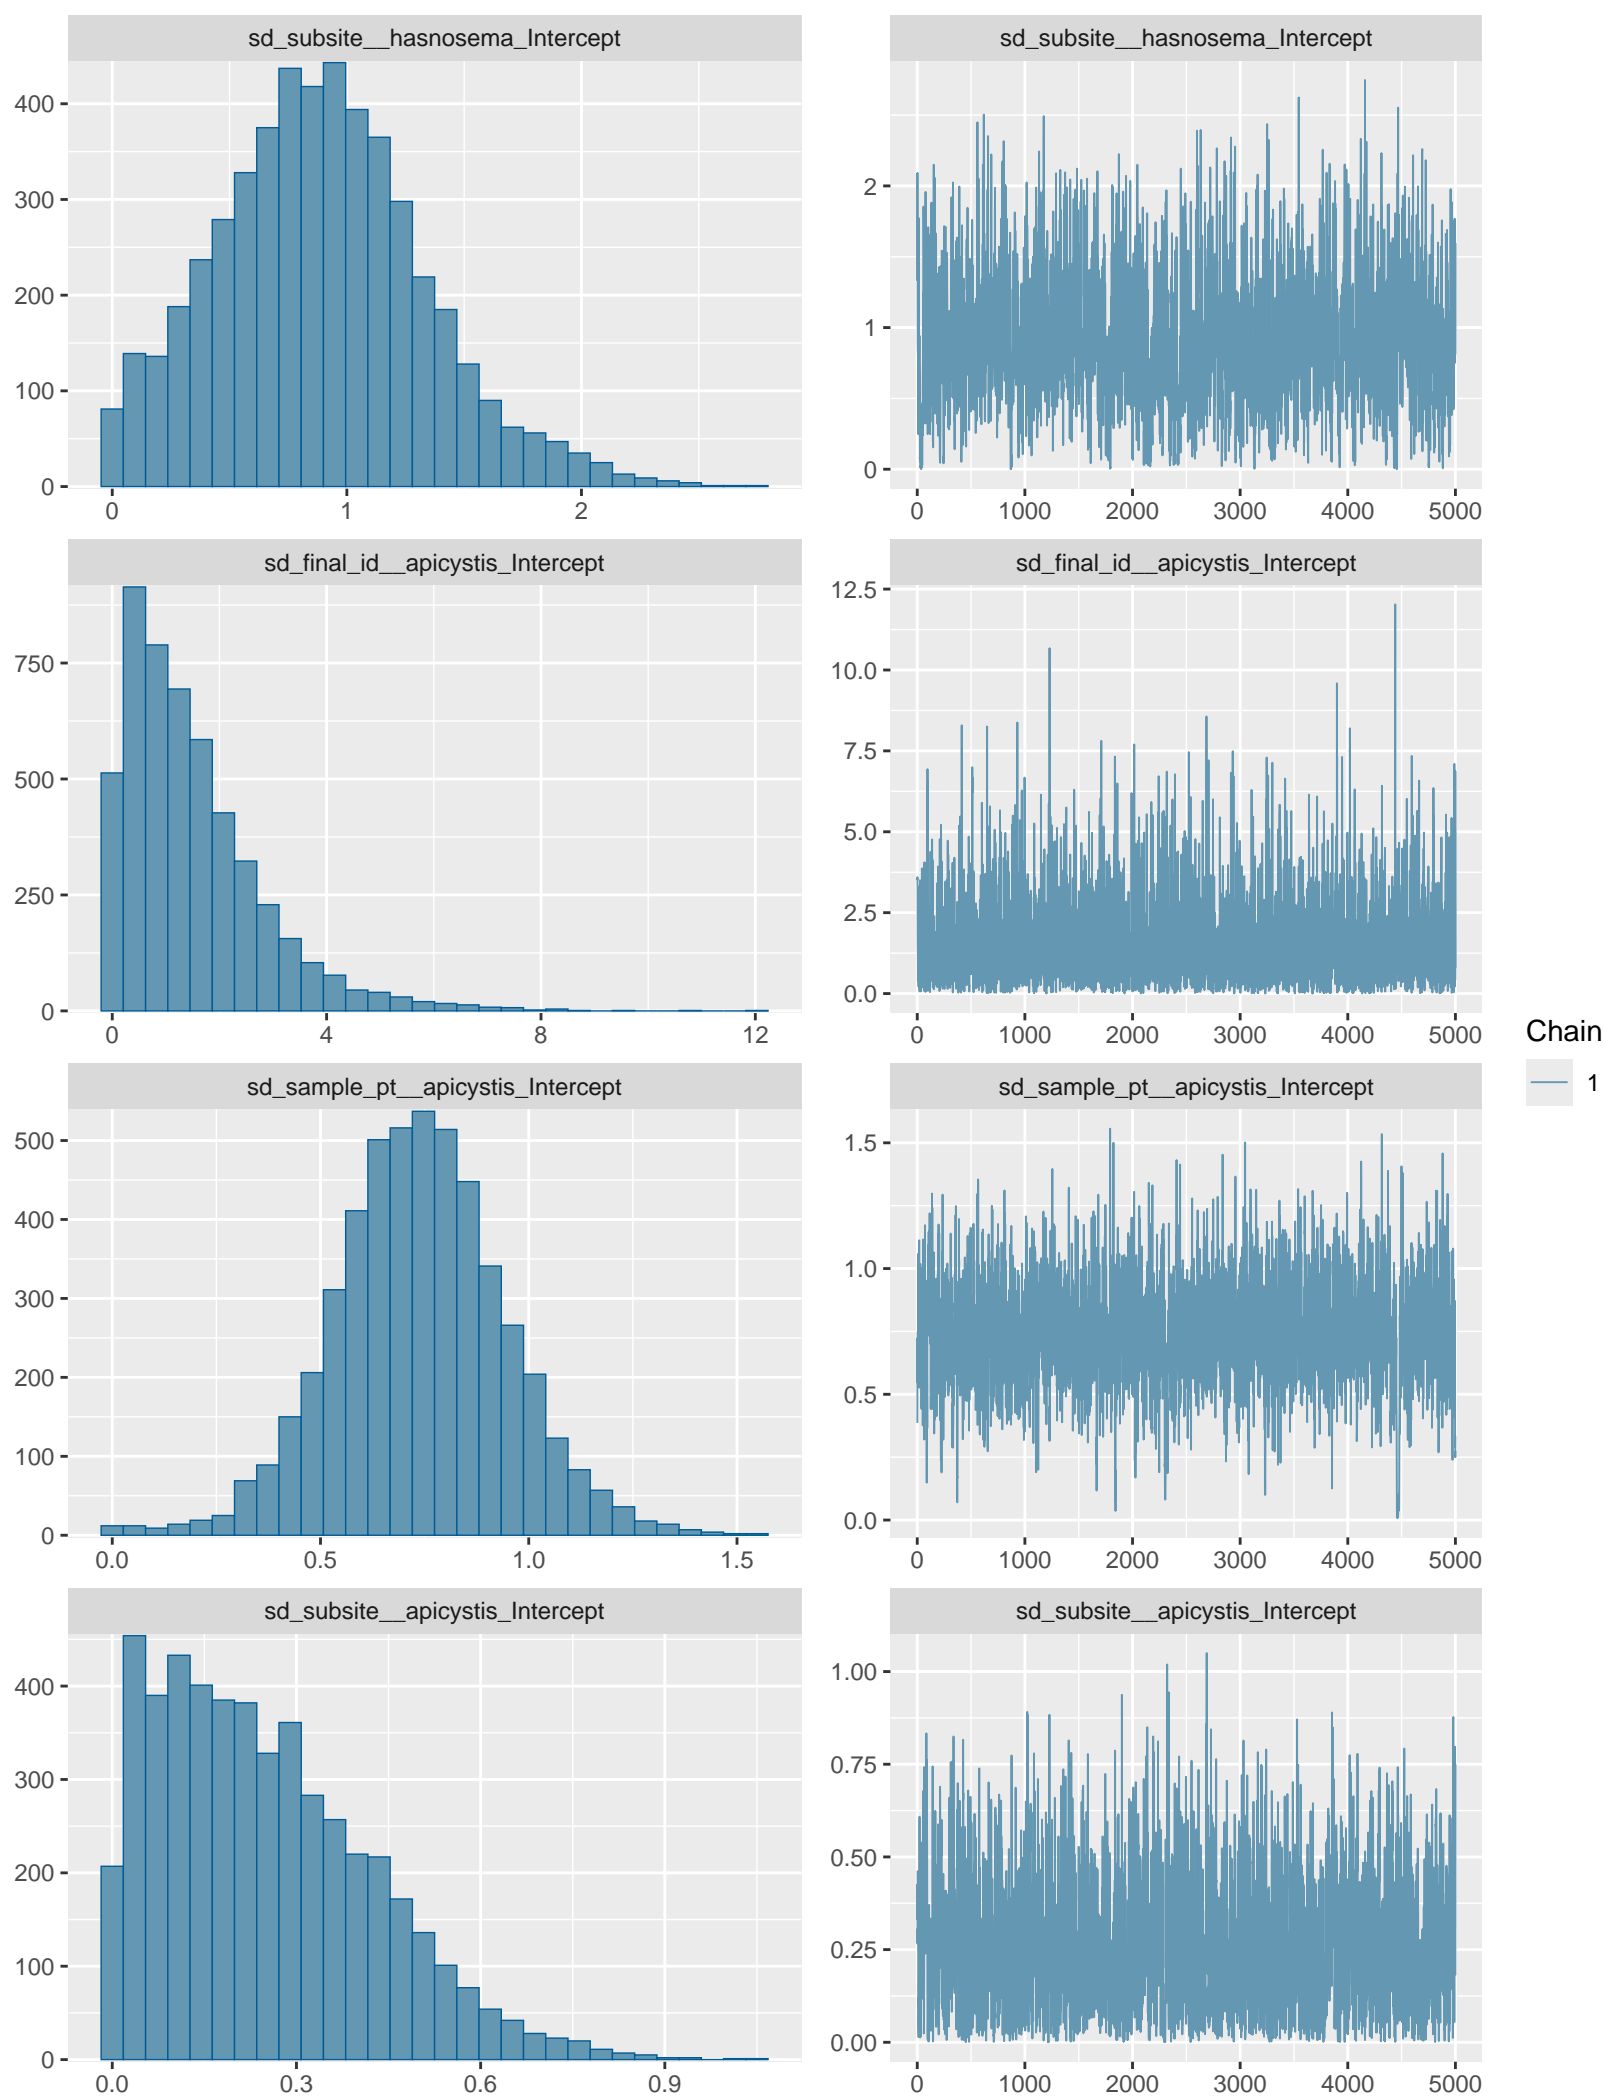 sd_subsite__hasnosema_Intercept
sd_subsite__hasnosema_Intercept
400
300
200
100
0
0 1 2
2
1
0
0 1000 2000 3000 4000 5000
sd_final_id__apicystis_Intercept
sd_final_id__apicystis_Intercept
750
500
250
0
0 4 8 12
12.5
10.0
7.5
5.0
2.5
0.0
0 1000 2000 3000 4000 5000
Chain
1
sd_sample_pt__apicystis_Intercept
sd_sample_pt__apicystis_Intercept
500
400
300
200
100
0
0.0 0.5 1.0 1.5
1.5
1.0
0.5
0.0
0 1000 2000 3000 4000 5000
sd_subsite__apicystis_Intercept
sd_subsite__apicystis_Intercept
400
300
200
100
0
0.0 0.3 0.6 0.9
1.00
0.75
0.50
0.25
0.00
0 1000 2000 3000 4000 5000